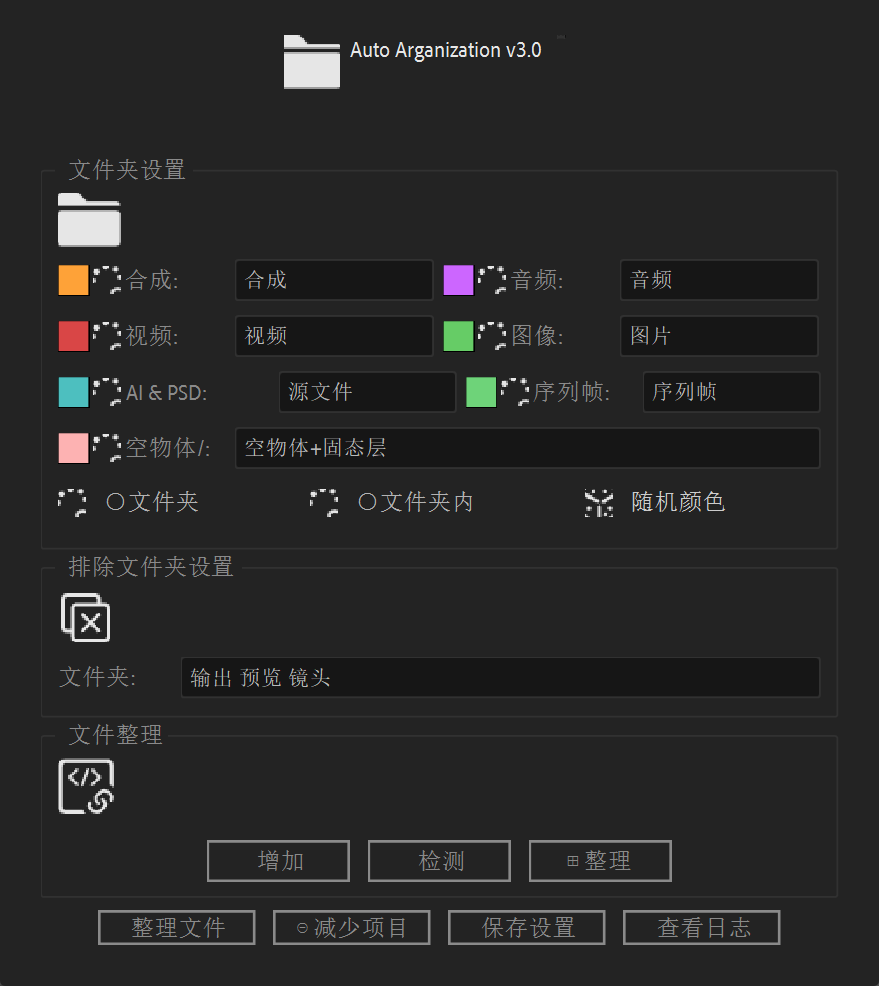 Auto Arganization v3.0
文件夹设置
合成: 合成 音频: 音频
视频: 视频 图像: 图片
AI & PSD: 源文件 序列帧: 序列帧
空物体/: 空物体+固态层
○文件夹 ○文件夹内 随机颜色
排除文件夹设置
文件夹: 输出 预览 镜头
文件整理
</>
增加 检测 ⊞整理
整理文件 ⊝减少项目 保存设置 查看日志